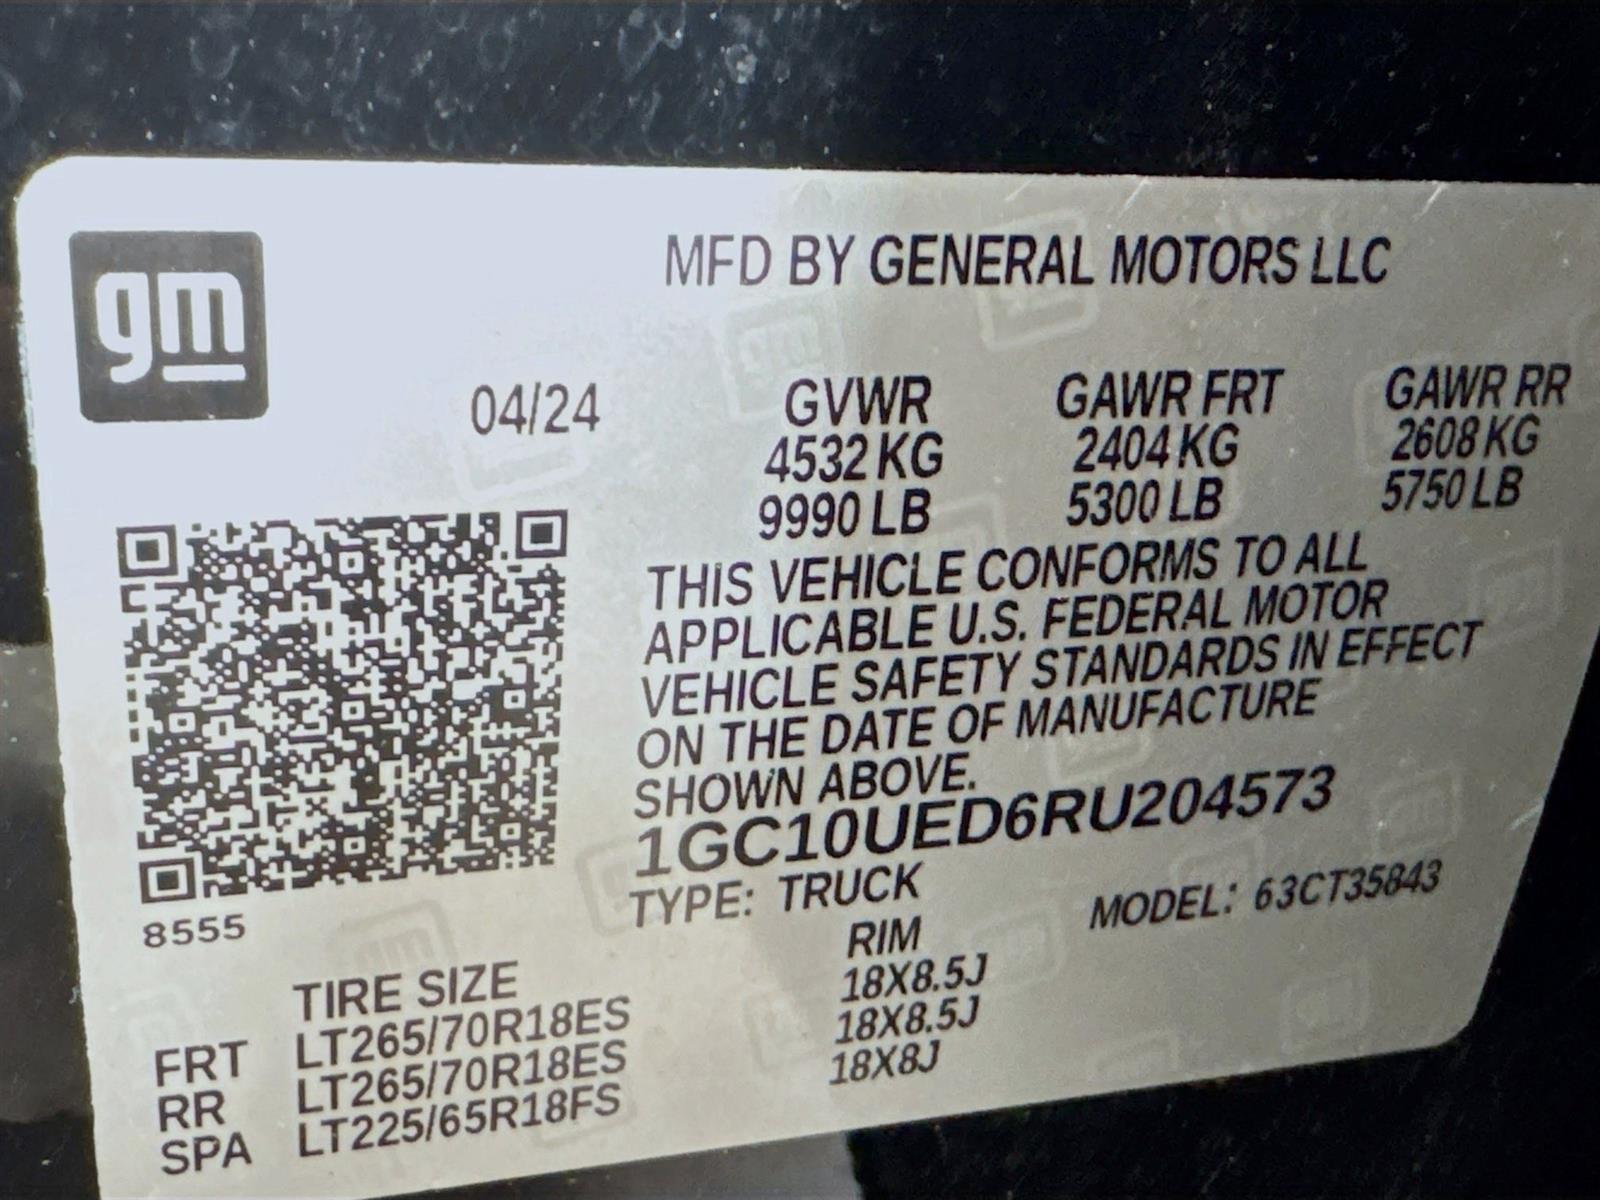 gm
MFD BY GENERAL MOTORS LLC
04/24 GVWR GAWR FRT GAWR RR
4532 KG 2404 KG 2608 KG
9990 LB 5300 LB 5750 LB
THIS VEHICLE CONFORMS TO ALL
APPLICABLE U.S. FEDERAL MOTOR
VEHICLE SAFETY STANDARDS IN EFFECT
ON THE DATE OF MANUFACTURE
SHOWN ABOVE.
1GC10UED6RU204573
TYPE: TRUCK MODEL: 63CT35843
8555
TIRE SIZE RIM
FRT LT265/70R18ES 18X8.5J
RR LT265/70R18ES 18X8.5J
SPA LT225/65R18FS 18X8J